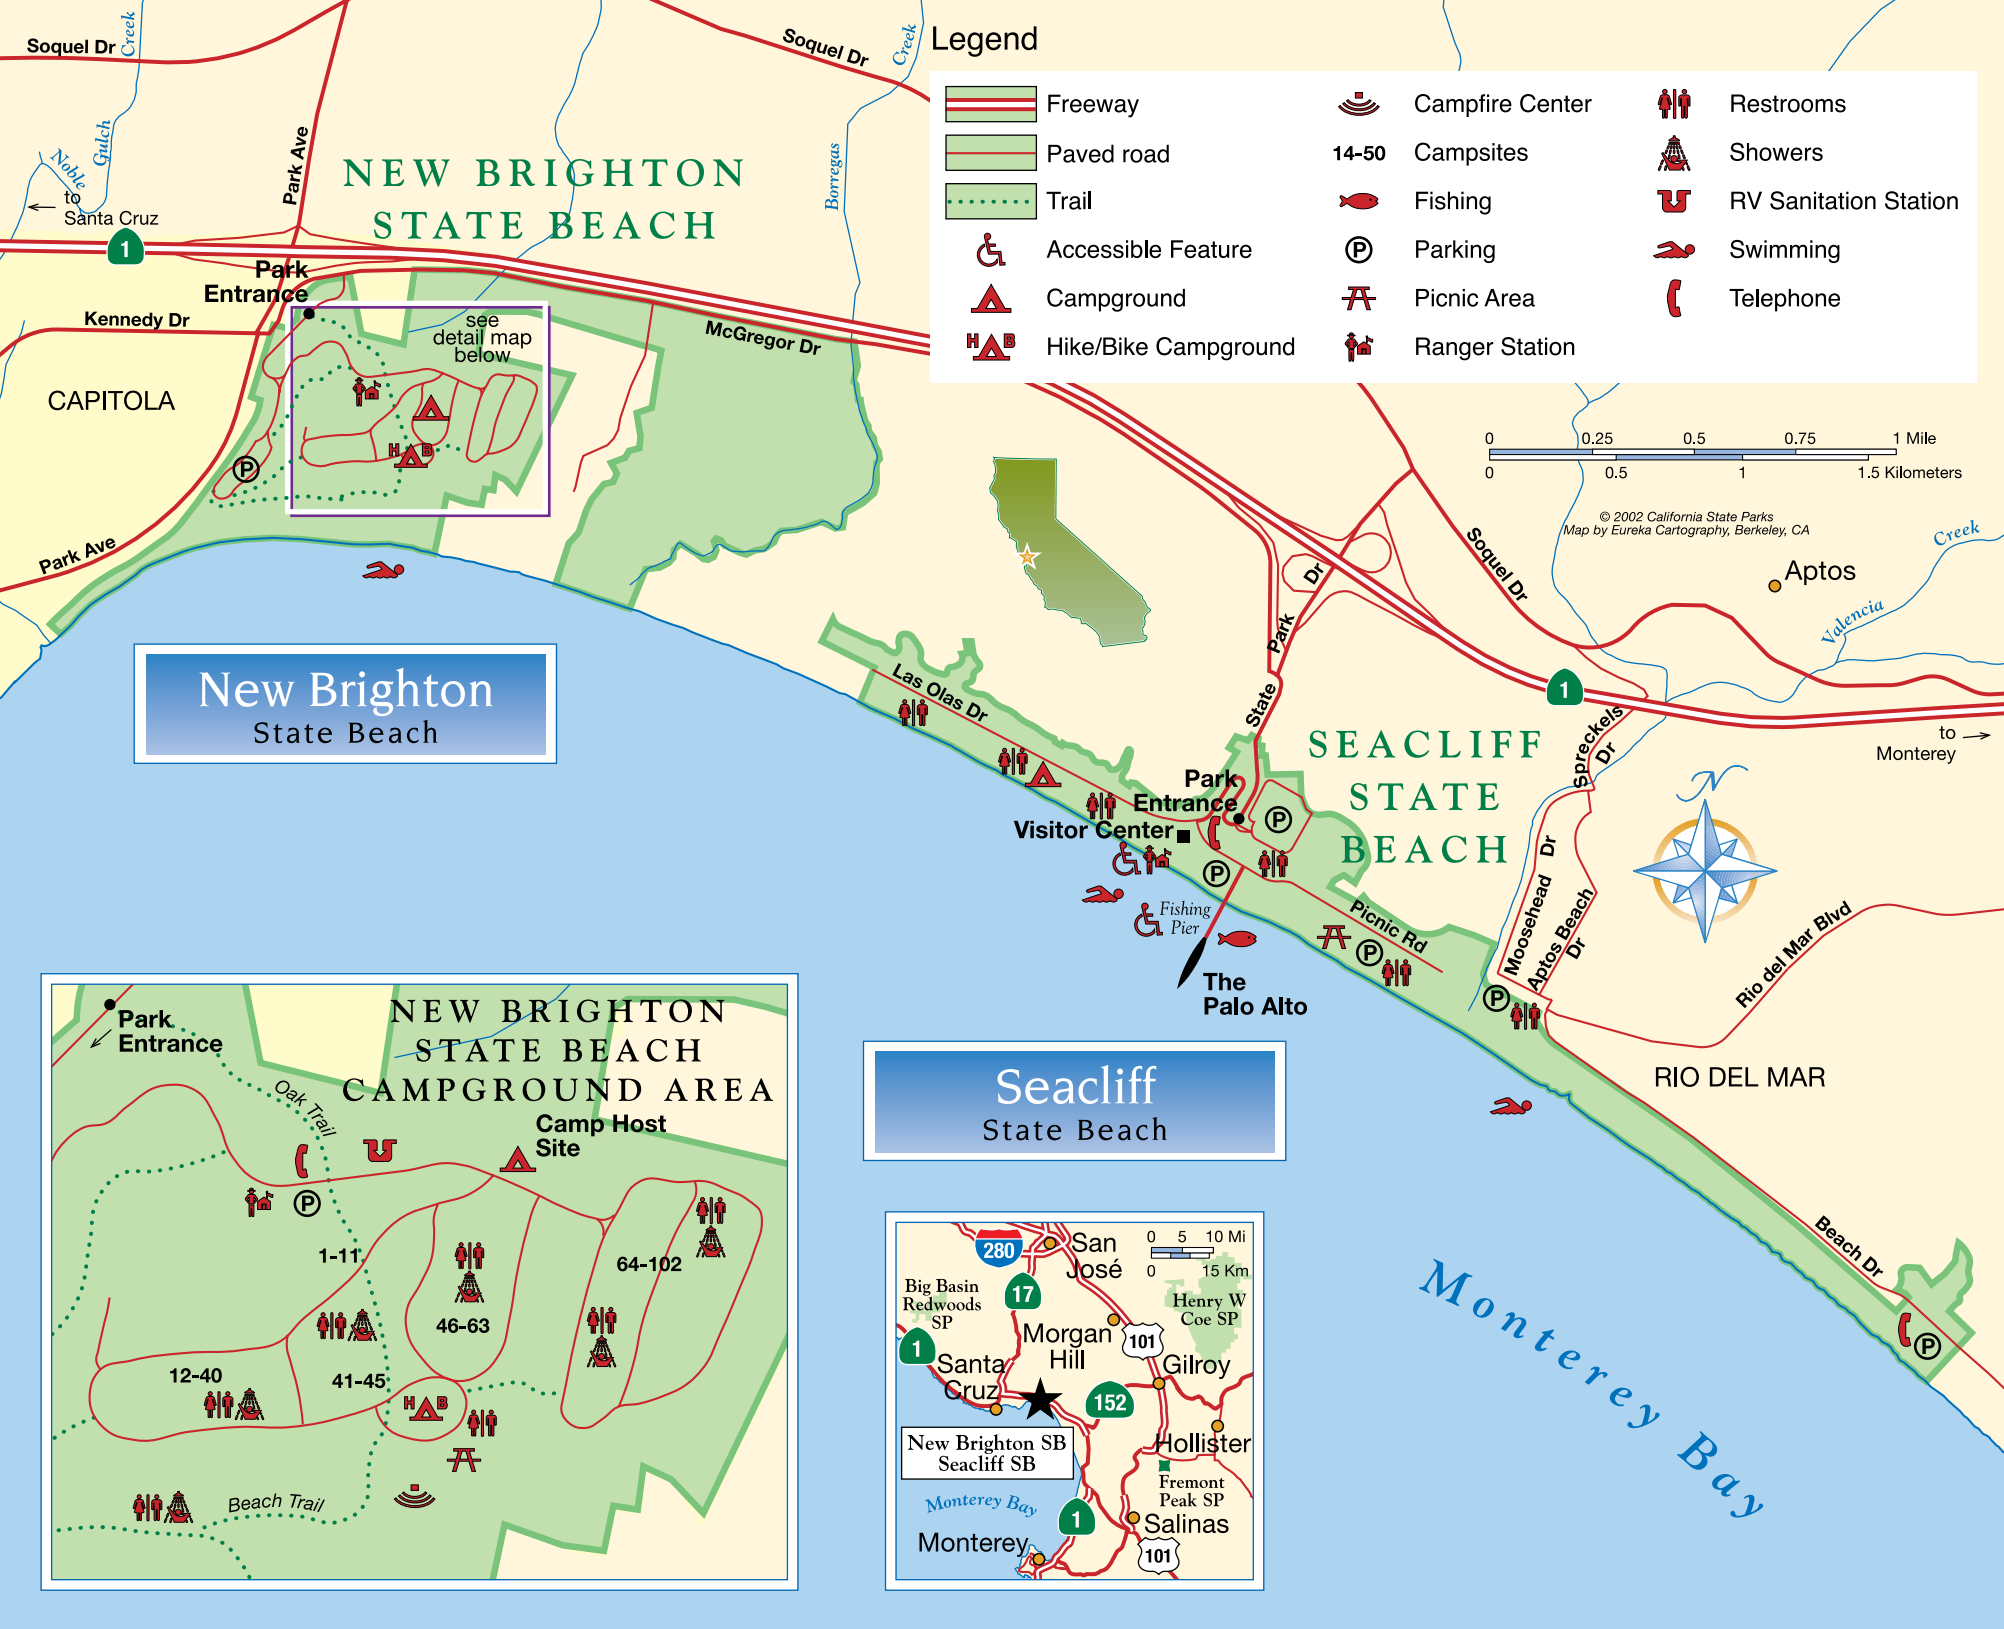 Soquel Dr
Creek
Gulch
Noble
to
Santa Cruz
1
Park Ave
NEW BRIGHTON
STATE BEACH
Soquel Dr
Creek
Borregas
Legend
Freeway
Paved road
Trail
Accessible Feature
Campground
H B Hike/Bike Campground
Campfire Center
14-50 Campsites
Fishing
P Parking
Picnic Area
Ranger Station
Restrooms
Showers
RV Sanitation Station
Swimming
Telephone
Park
Entrance
Kennedy Dr
see
detail map
below
McGregor Dr
CAPITOLA
H B
P
Park Ave
0 0.25 0.5 0.75 1 Mile
0 0.5 1 1.5 Kilometers
© 2002 California State Parks
Map by Eureka Cartography, Berkeley, CA
Creek
Valencia
Aptos
Soquel Dr
State Park Dr
1
to
Monterey
New Brighton
State Beach
Las Olas Dr
SEACLIFF
STATE
BEACH
Spreckels
Dr
N
Park
Entrance
Visitor Center
P
P
Fishing
Pier
The
Palo Alto
Picnic Rd
P
Moosehead Dr
Aptos Beach
Dr
P
Rio del Mar Blvd
RIO DEL MAR
Beach Dr
P
Monterey Bay
Seacliff
State Beach
NEW BRIGHTON
STATE BEACH
CAMPGROUND AREA
Park
Entrance
Oak Trail
Camp Host
Site
P
1-11
64-102
46-63
12-40
41-45
H B
Beach Trail
280
San
José
0 5 10 Mi
0 15 Km
17
Big Basin
Redwoods
SP
Henry W
Coe SP
Morgan
Hill
101
1
Santa
Cruz
Gilroy
152
New Brighton SB
Seacliff SB
Hollister
Fremont
Peak SP
Monterey Bay
1
Salinas
Monterey
101